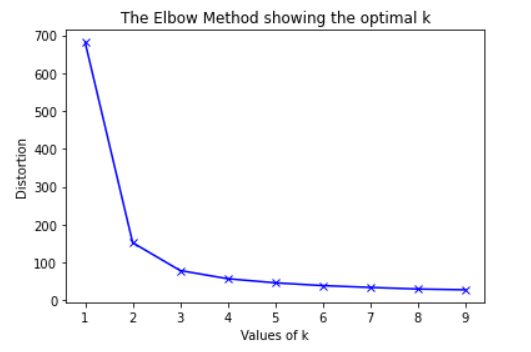 The Elbow Method showing the optimal k
700
600
500
400
300
200
100
0
Distortion
1 2 3 4 5 6 7 8 9
Values of k